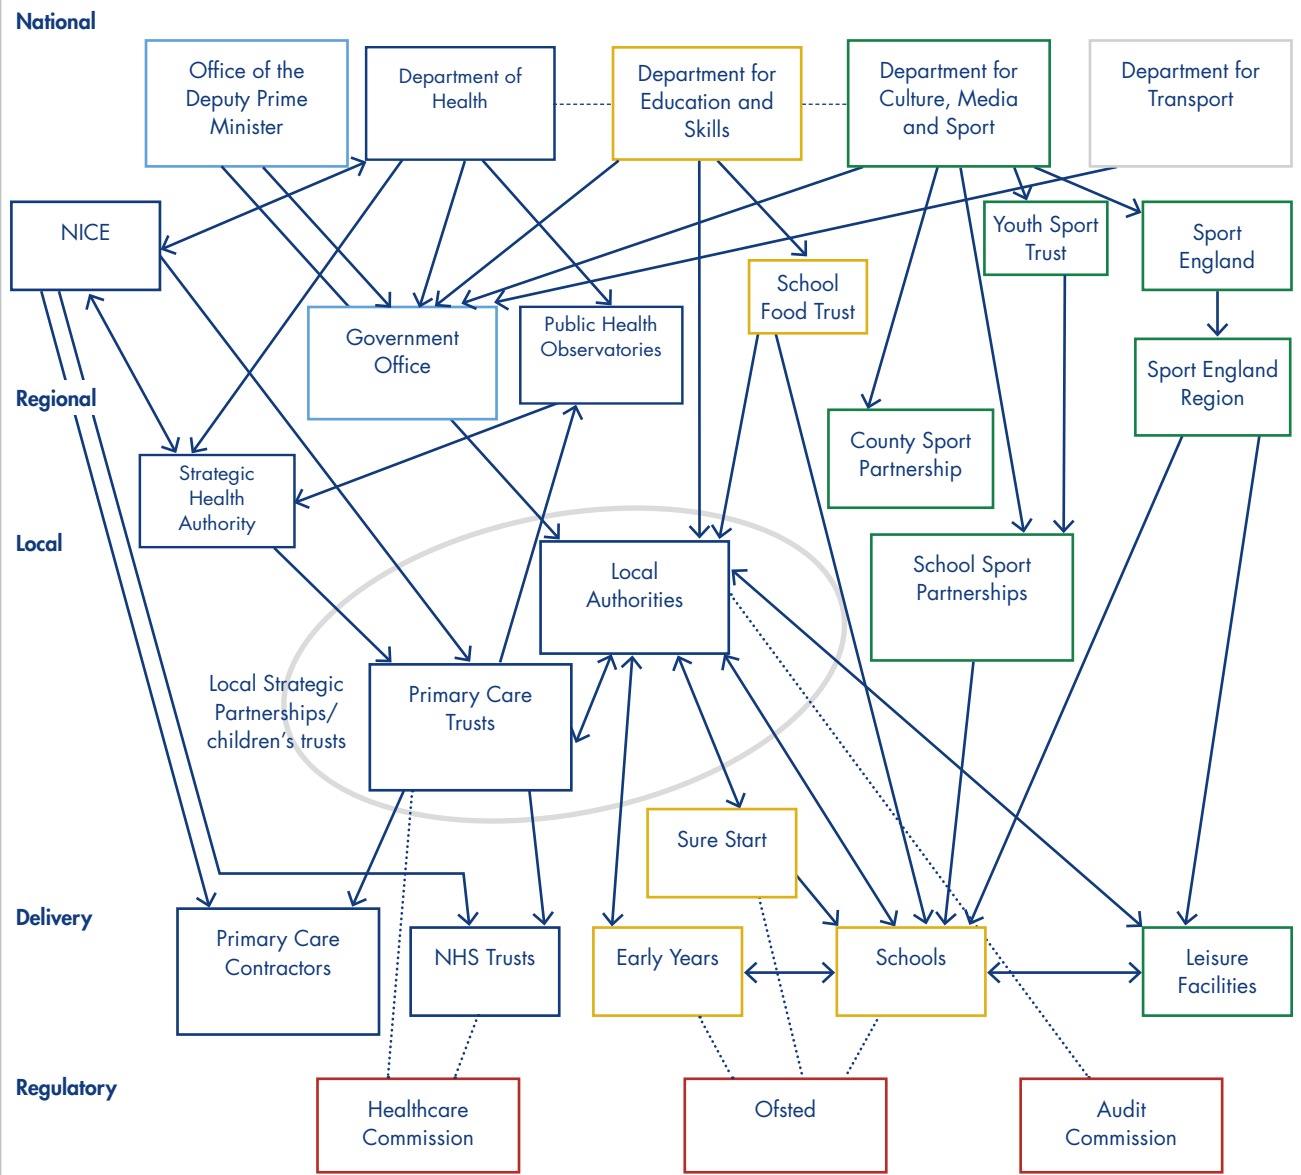 National
Office of the
Deputy Prime
Minister
Department of
Health
Department for
Education and
Skills
Department for
Culture, Media
and Sport
Department for
Transport
NICE
Youth Sport
Trust
Sport
England
School
Food Trust
Government
Office
Public Health
Observatories
Sport England
Region
Regional
County Sport
Partnership
Strategic
Health
Authority
Local
Local
Authorities
School Sport
Partnerships
Local Strategic
Partnerships/
children’s trusts
Primary Care
Trusts
Sure Start
Delivery
Primary Care
Contractors
NHS Trusts
Early Years
Schools
Leisure
Facilities
Regulatory
Healthcare
Commission
Ofsted
Audit
Commission